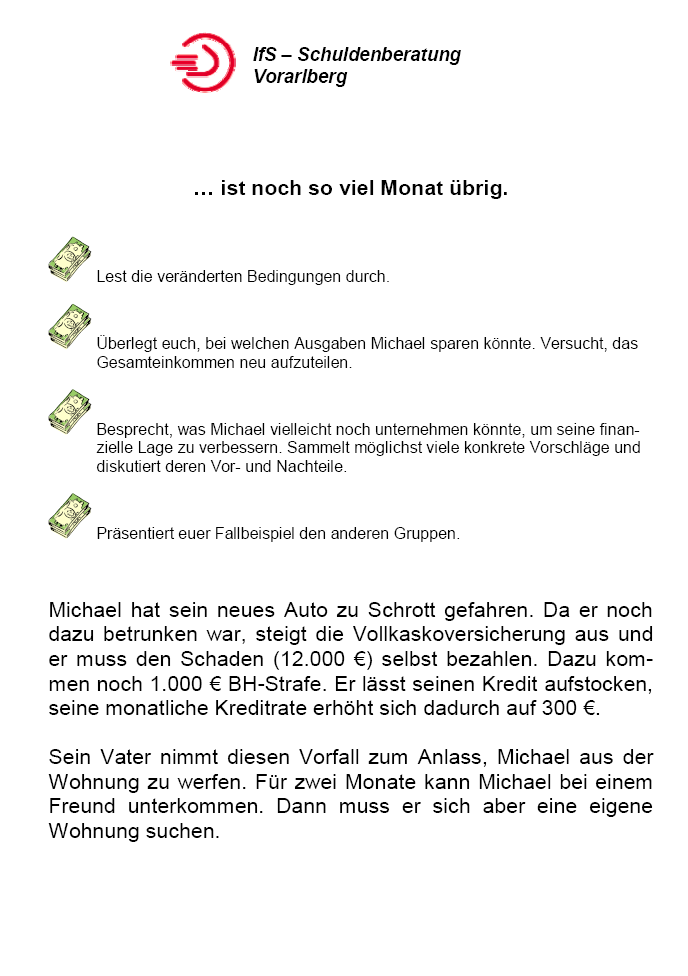 IfS – Schuldenberatung
Vorarlberg
… ist noch so viel Monat übrig.
Lest die veränderten Bedingungen durch.
Überlegt euch, bei welchen Ausgaben Michael sparen könnte. Versucht, das
Gesamteinkommen neu aufzuteilen.
Besprecht, was Michael vielleicht noch unternehmen könnte, um seine finan-
zielle Lage zu verbessern. Sammelt möglichst viele konkrete Vorschläge und
diskutiert deren Vor- und Nachteile.
Präsentiert euer Fallbeispiel den anderen Gruppen.
Michael hat sein neues Auto zu Schrott gefahren. Da er noch
dazu betrunken war, steigt die Vollkaskoversicherung aus und
er muss den Schaden (12.000 €) selbst bezahlen. Dazu kom-
men noch 1.000 € BH-Strafe. Er lässt seinen Kredit aufstocken,
seine monatliche Kreditrate erhöht sich dadurch auf 300 €.
Sein Vater nimmt diesen Vorfall zum Anlass, Michael aus der
Wohnung zu werfen. Für zwei Monate kann Michael bei einem
Freund unterkommen. Dann muss er sich aber eine eigene
Wohnung suchen.